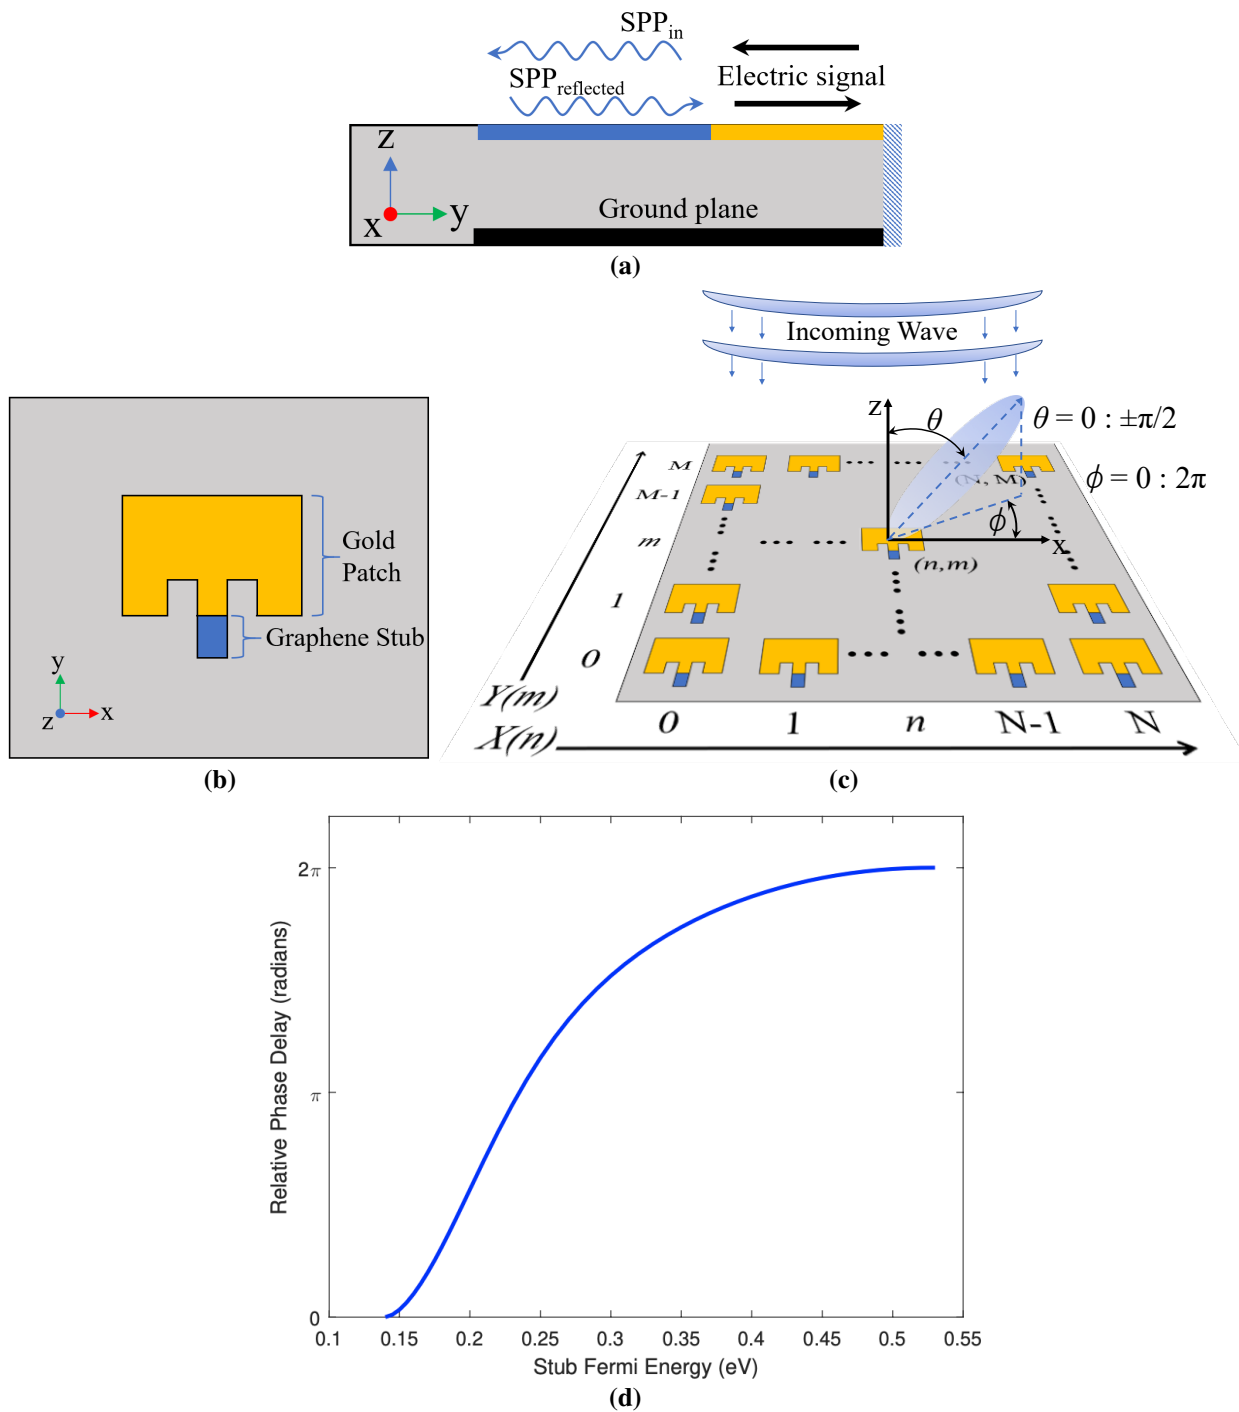 SPPin
SPPreflected
Electric signal
z
x
y
Ground plane
(a)
Incoming Wave
z
θ
θ = 0 : ±π/2
ϕ = 0 : 2π
(N, M)
M
M-1
m
1
0
ϕ
x
(n,m)
Y(m)
X(n)
0
1
n
N-1
N
Gold
Patch
Graphene Stub
y
z
x
(b)
(c)
2π
π
0
Relative Phase Delay (radians)
0.1
0.15
0.2
0.25
0.3
0.35
0.4
0.45
0.5
0.55
Stub Fermi Energy (eV)
(d)